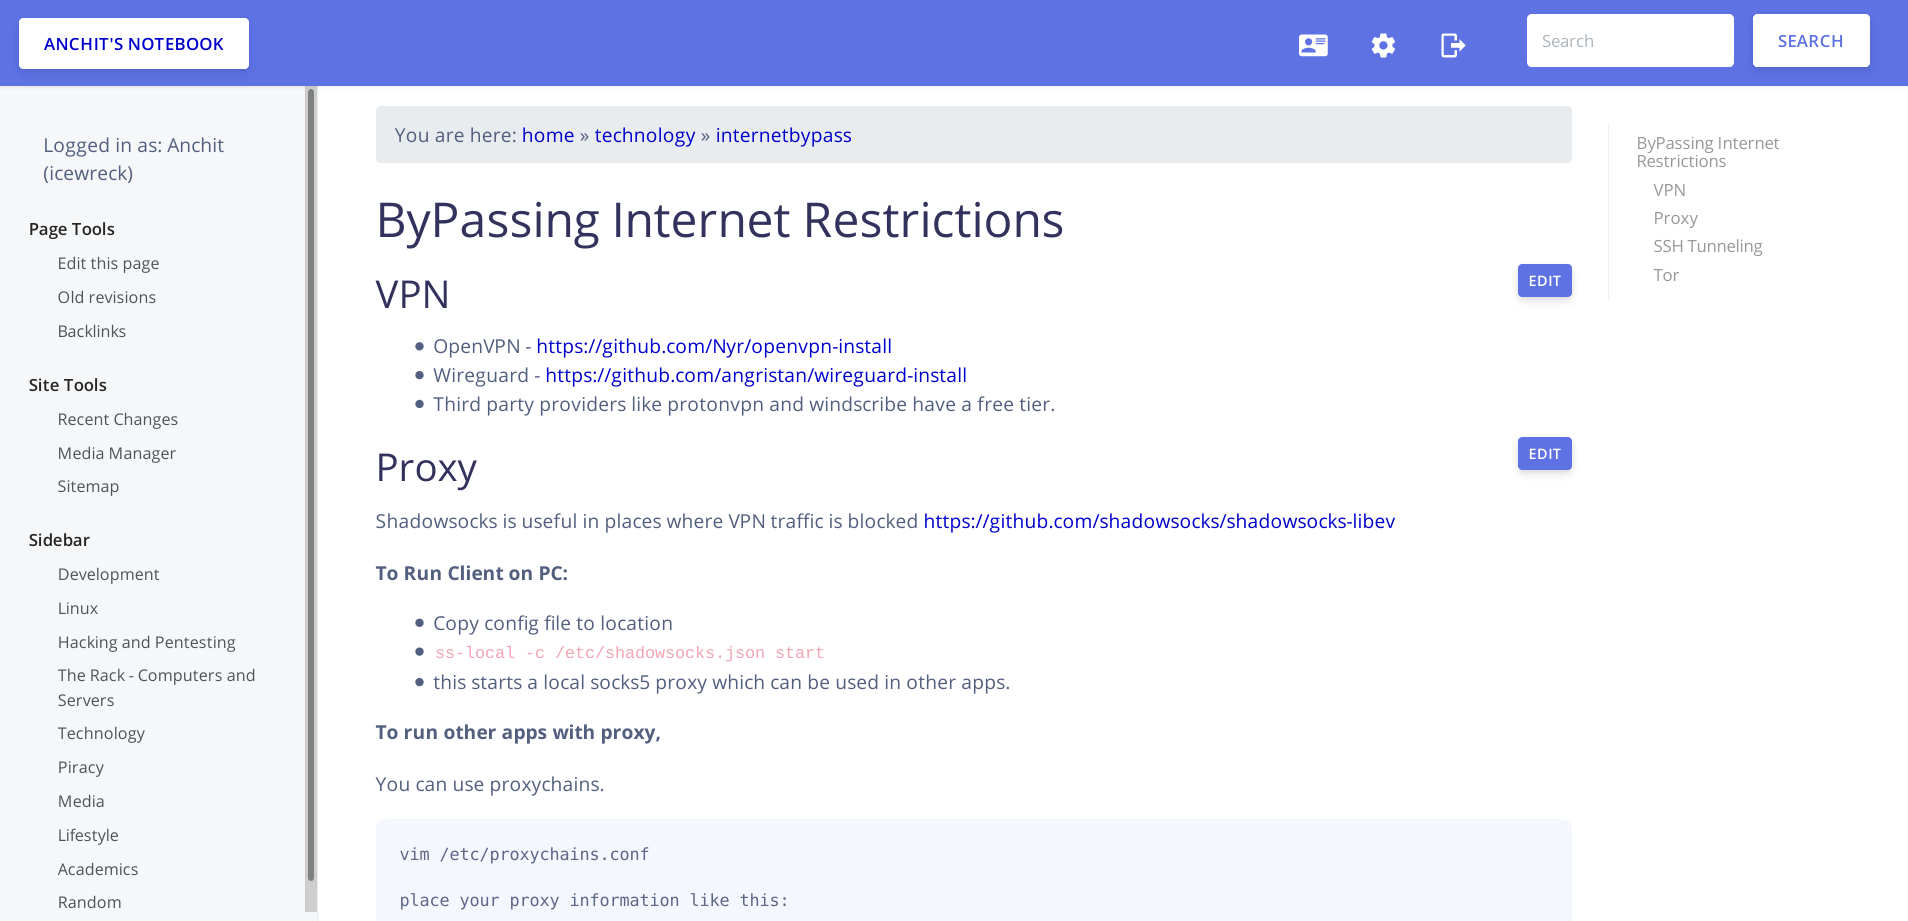 ANCHIT'S NOTEBOOK
Search
SEARCH
Logged in as: Anchit
(icewreck)
Page Tools
Edit this page
Old revisions
Backlinks
Site Tools
Recent Changes
Media Manager
Sitemap
Sidebar
Development
Linux
Hacking and Pentesting
The Rack - Computers and
Servers
Technology
Piracy
Media
Lifestyle
Academics
Random
You are here: home » technology » internetbypass
ByPassing Internet Restrictions
VPN
EDIT
● OpenVPN - https://github.com/Nyr/openvpn-install
● Wireguard - https://github.com/angristan/wireguard-install
● Third party providers like protonvpn and windscribe have a free tier.
Proxy
EDIT
Shadowsocks is useful in places where VPN traffic is blocked https://github.com/shadowsocks/shadowsocks-libev
To Run Client on PC:
● Copy config file to location
● ss-local -c /etc/shadowsocks.json start
● this starts a local socks5 proxy which can be used in other apps.
To run other apps with proxy,
You can use proxychains.
vim /etc/proxychains.conf
place your proxy information like this:
ByPassing Internet
Restrictions
VPN
Proxy
SSH Tunneling
Tor